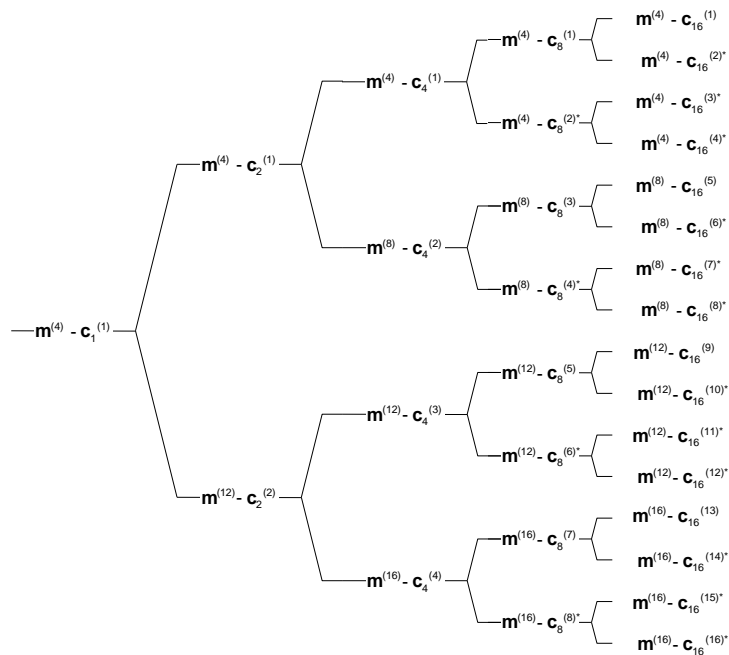 m(4) - c16(1)
m(4) - c8(1)
m(4) - c16(2)*
m(4) - c4(1)
m(4) - c16(3)*
m(4) - c8(2)*
m(4) - c16(4)*
m(4) - c2(1)
m(8) - c16(5)
m(8) - c8(3)
m(8) - c16(6)*
m(8) - c4(2)
m(8) - c16(7)*
m(8) - c8(4)*
m(8) - c16(8)*
m(4) - c1(1)
m(12) - c16(9)
m(12) - c8(5)
m(12) - c16(10)*
m(12) - c4(3)
m(12) - c16(11)*
m(12) - c8(6)*
m(12) - c16(12)*
m(12) - c2(2)
m(16) - c16(13)
m(16) - c8(7)
m(16) - c16(14)*
m(16) - c4(4)
m(16) - c16(15)*
m(16) - c8(8)*
m(16) - c16(16)*